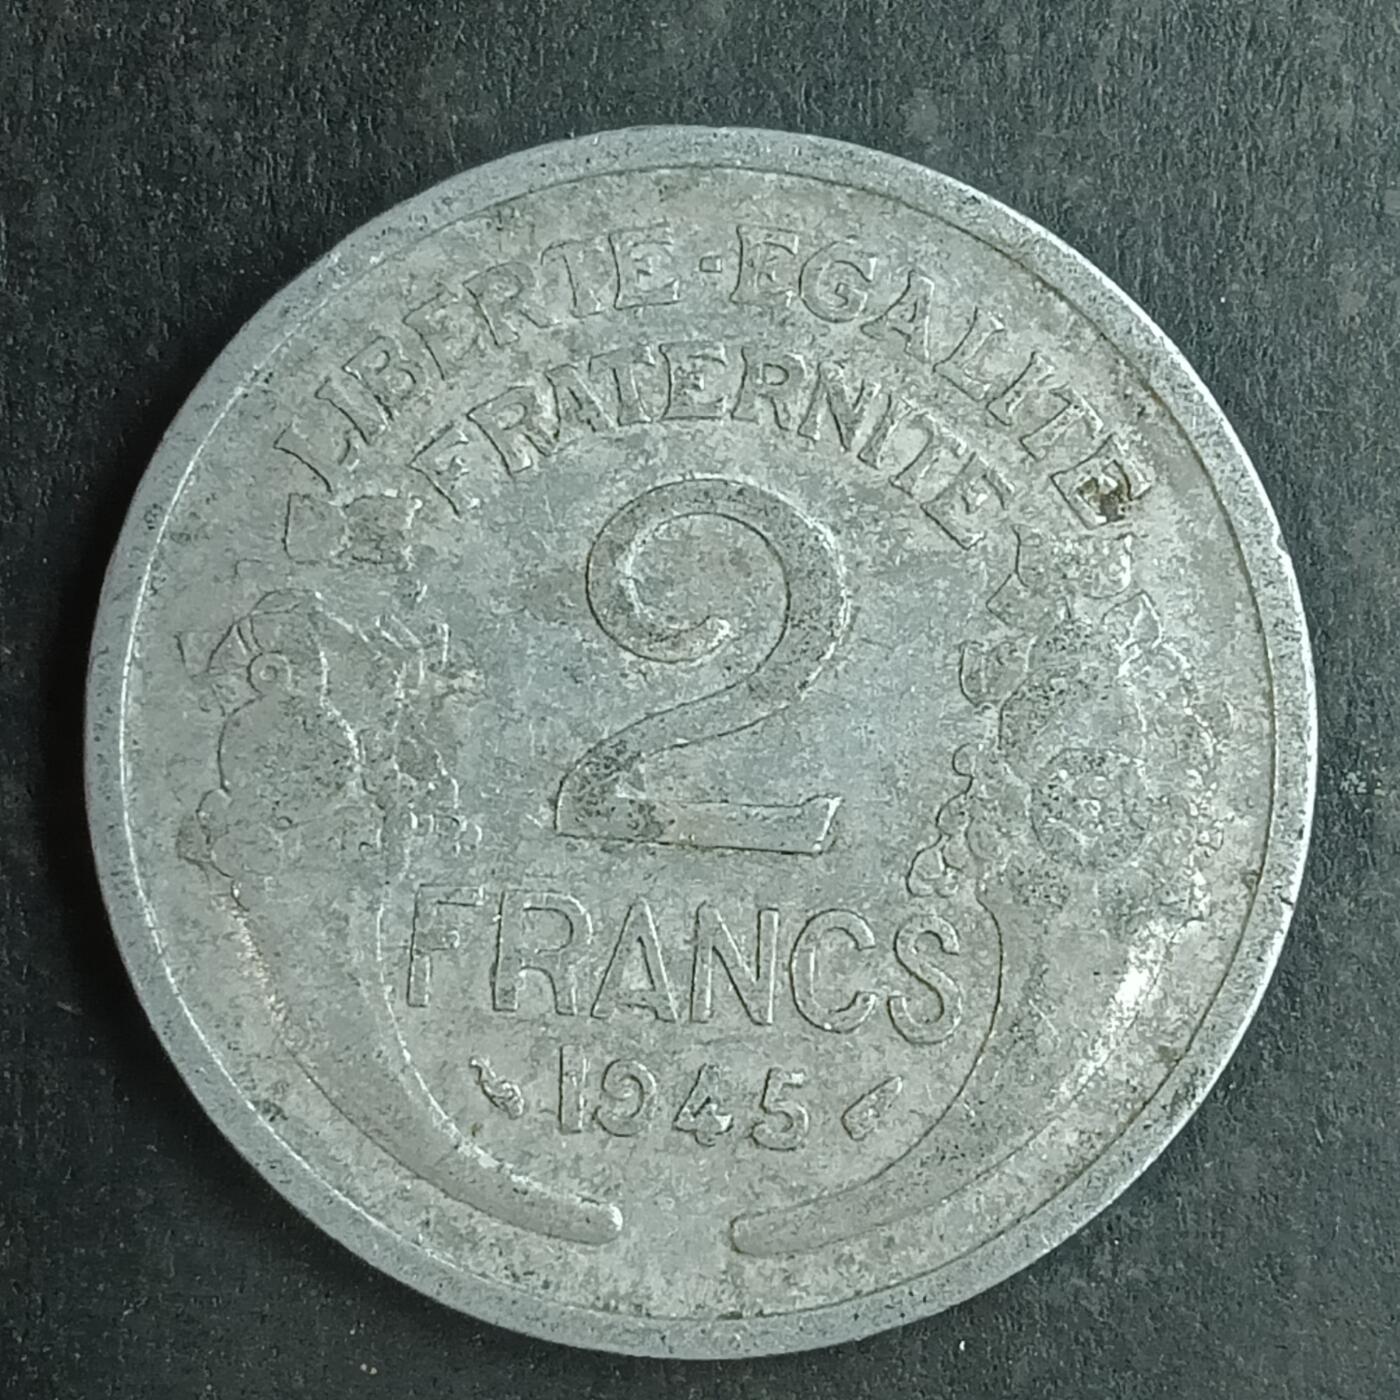 LIBERTE·EGALITE
FRATERNITE
2
FRANCS
1945